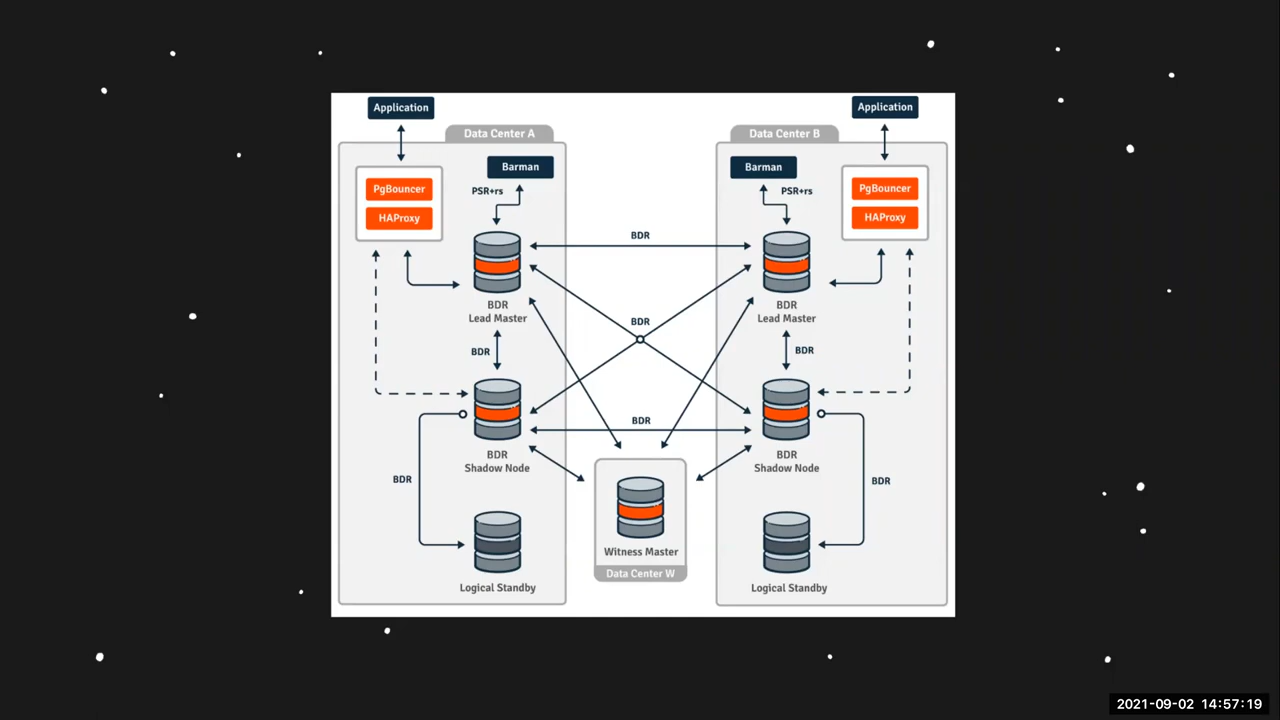 Application
Application
Data Center A
Data Center B
Barman
Barman
PgBouncer
HAProxy
PSR+rs
PSR+rs
PgBouncer
HAProxy
BDR
BDR
Lead Master
BDR
Lead Master
BDR
BDR
BDR
BDR
BDR
Shadow Node
BDR
Shadow Node
BDR
BDR
Witness Master
Data Center W
Logical Standby
Logical Standby
2021-09-02 14:57:19